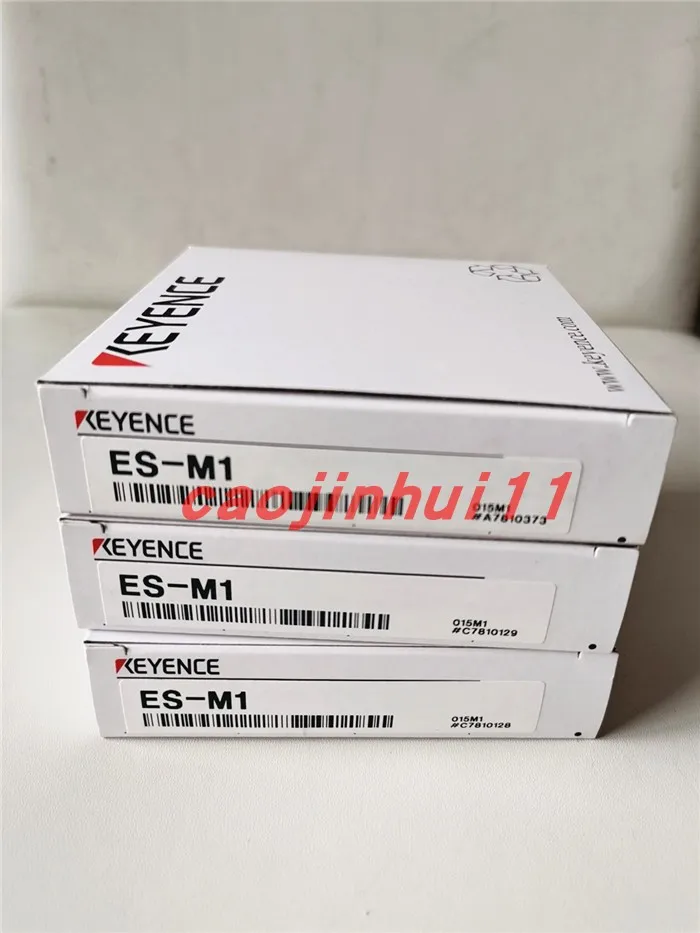 KEYENCE
www.keyence.com
KEYENCE
ES-M1
caojinhui11
015M1
#A7810373
KEYENCE
ES-M1
015M1
#C7810129
KEYENCE
ES-M1
015M1
#C7810128